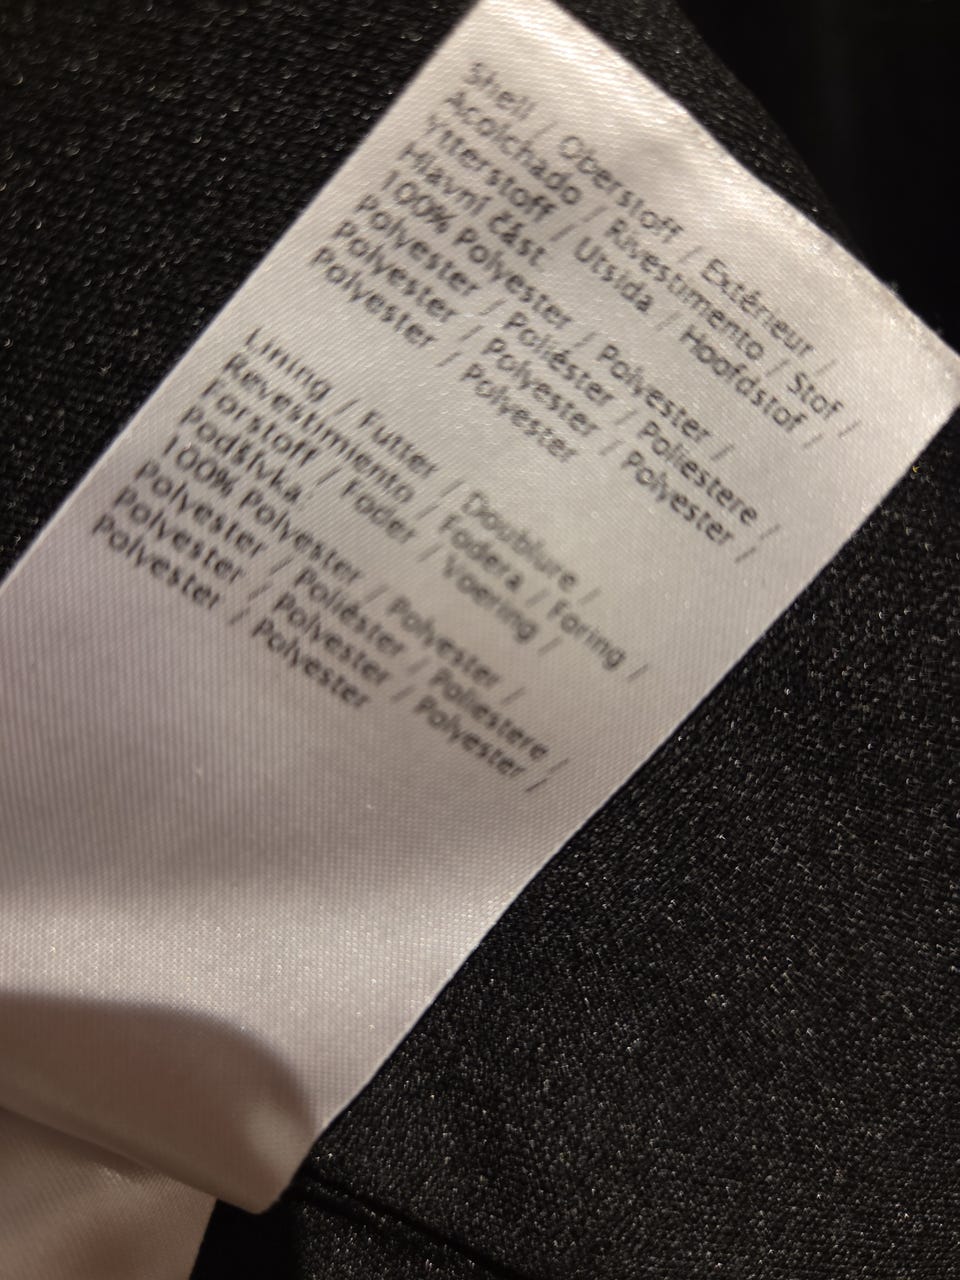 Shell / Oberstoff / Extérieur /
Acolchado / Rivestimento / Stof /
Ytterstoff / Utsida / Hoofdstof /
Hlavní část
100% Polyester / Polyester /
Polyester / Poliéster / Poliestere /
Polyester / Polyester / Polyester /
Polyester / Polyester
Lining / Futter / Doublure /
Revestimiento / Fodera / Foring /
Forstoff / Foder / Voering /
Podšívka:
100% Polyester / Polyester /
Polyester / Poliéster / Poliestere /
Polyester / Polyester / Polyester /
Polyester / Polyester